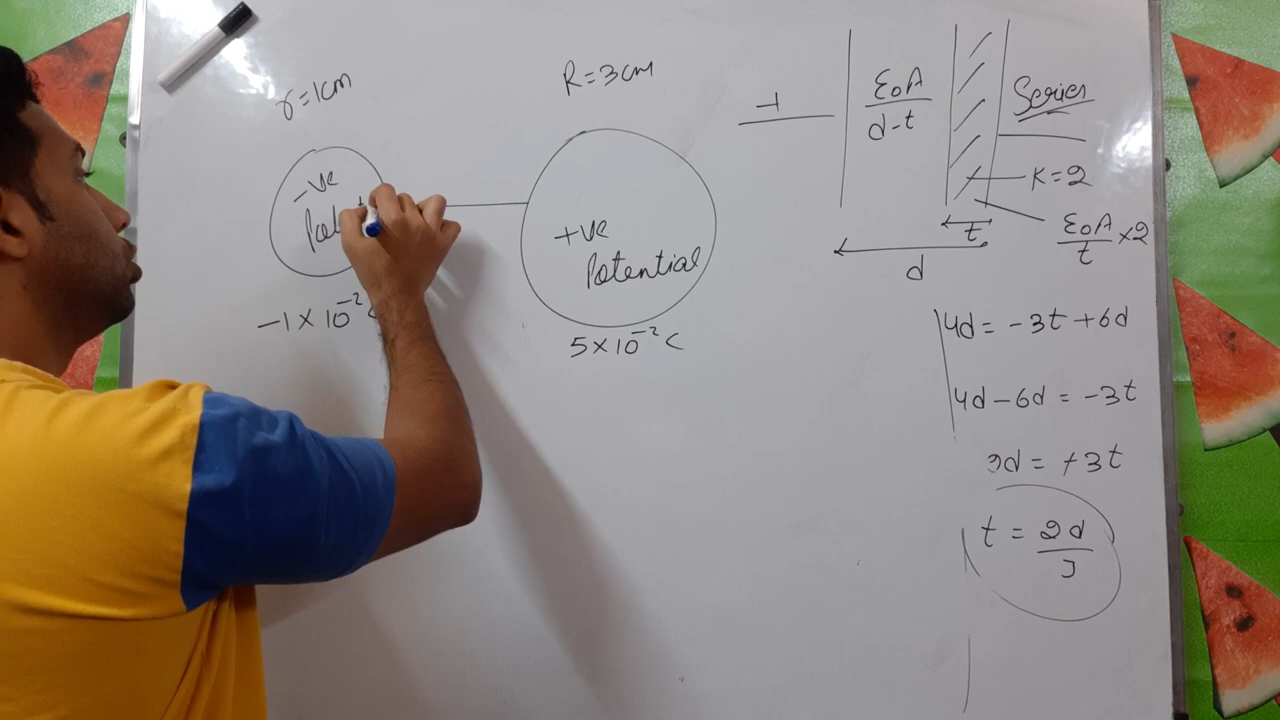 r=1cm
-ve
-1×10⁻²
R=3cm
+ve
Potential
5×10⁻² C
ε₀A
d-t
Series
K=2
t
d
ε₀A
t
×2
4d = -3t + 6d
4d - 6d = -3t
= +3t
t = 2d
3